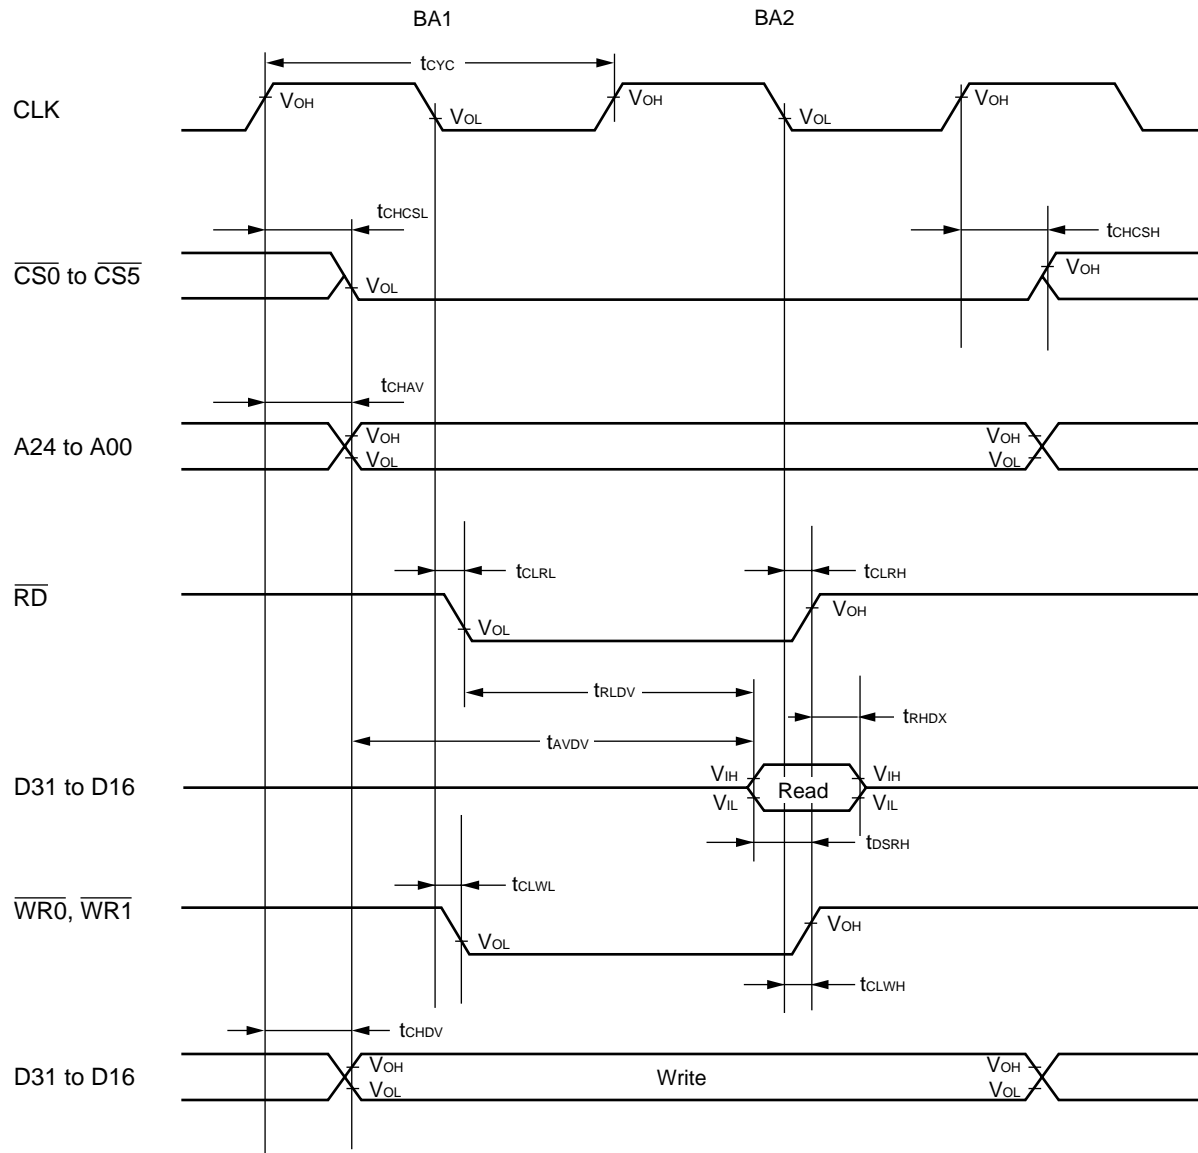 BA1 BA2
tCYC
CLK VOH VOL VOH VOL VOH
tCHCSL tCHCSH
CS0 to CS5 VOL VOH
tCHAV
A24 to A00 VOH VOL VOH VOL
tCLRL tCLRH
RD VOL VOH
tRLDV tRHDX
tAVDV
D31 to D16 VIH VIL Read VIH VIL
tDSRH
tCLWL
WR0, WR1 VOL VOH
tCLWH
tCHDV
D31 to D16 VOH VOL Write VOH VOL